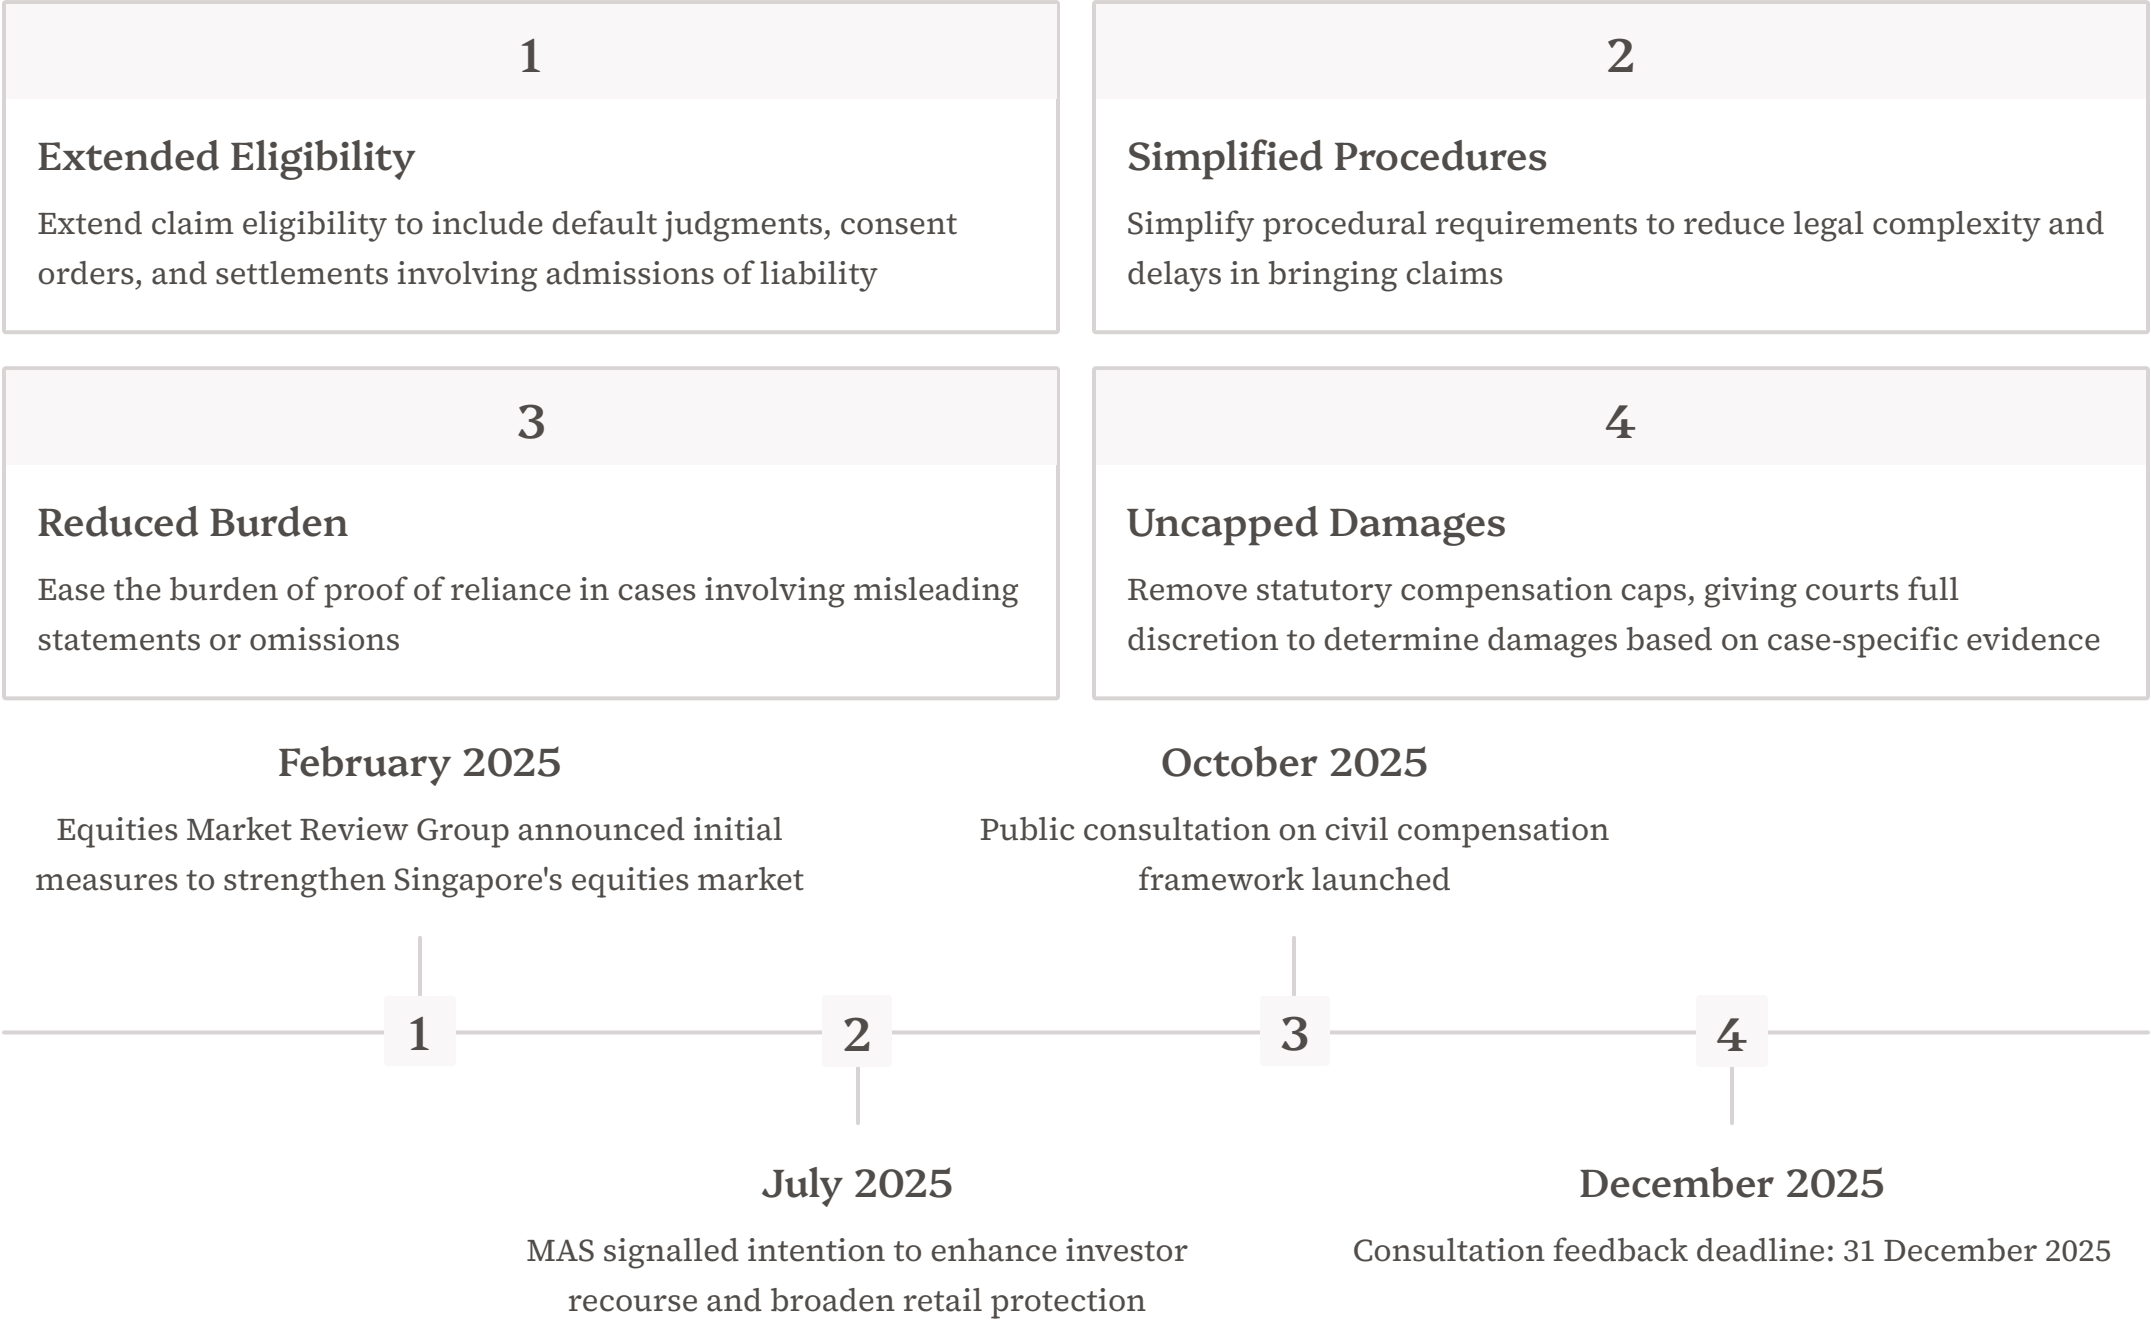 1
Extended Eligibility
Extend claim eligibility to include default judgments, consent
orders, and settlements involving admissions of liability
2
Simplified Procedures
Simplify procedural requirements to reduce legal complexity and
delays in bringing claims
3
Reduced Burden
Ease the burden of proof of reliance in cases involving misleading
statements or omissions
4
Uncapped Damages
Remove statutory compensation caps, giving courts full
discretion to determine damages based on case-specific evidence
February 2025
Equities Market Review Group announced initial
measures to strengthen Singapore's equities market
1
2
July 2025
MAS signalled intention to enhance investor
recourse and broaden retail protection
October 2025
Public consultation on civil compensation
framework launched
3
4
December 2025
Consultation feedback deadline: 31 December 2025